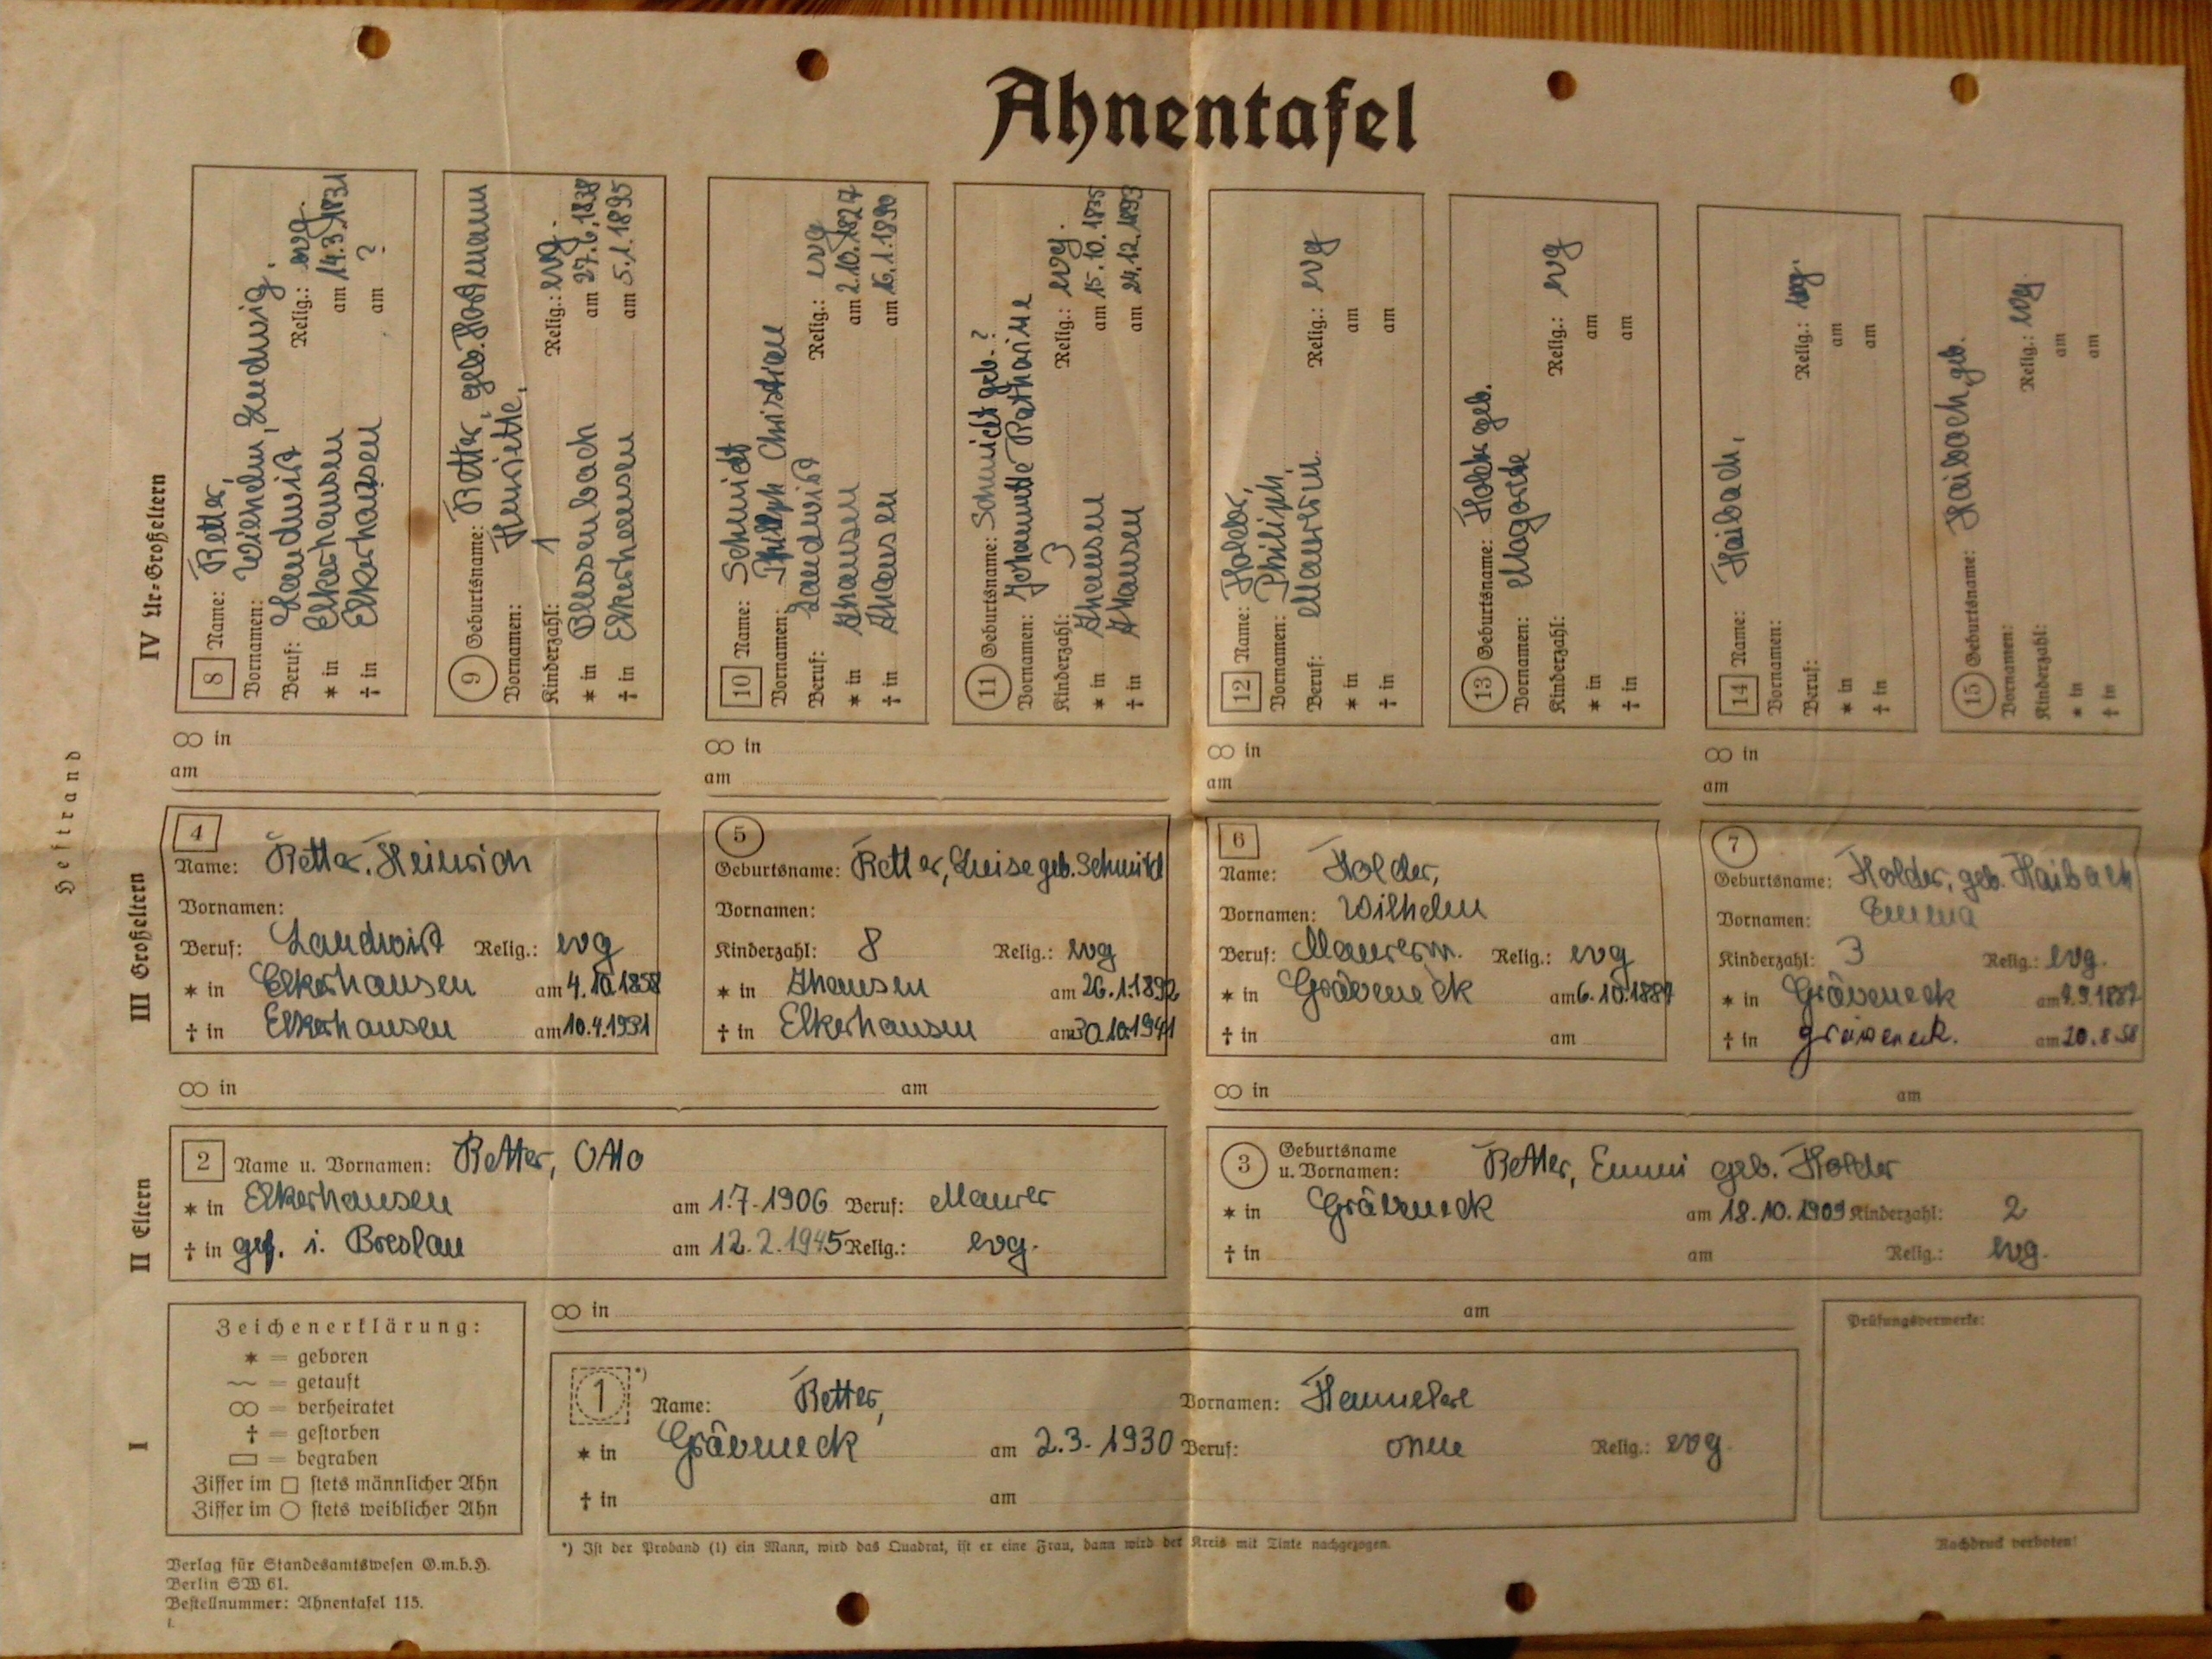 Ahnentafel
Heftrand
IV Ur-Großeltern
8 Name: Retter,
Vornamen: Wilhelm, Ludwig.
Beruf: Landwirt Relig.: evg.
* in Elkerhausen am 14.3.1831
† in Elkerhausen am ?
9 Geburtsname: Retter, geb.
Vornamen: Henriette,
Kinderzahl: 1 Relig.: evg.
* in Blessenbach am 27.6.1838
† in Elkerhausen am 5.1.1895
10 Name: Schmidt
Vornamen: Philipp Christian
Beruf: Landwirt Relig.: evg
* in Ahausen am 2.10.1827
† in Ahausen am 16.1.1890
11 Geburtsname: Schmidt geb. ?
Vornamen: Johannette Katharine
Kinderzahl: 3 Relig.: evg.
* in Ahausen am 15.10.1835
† in Ahausen am 24.12.1893
12 Name: Holder,
Vornamen: Philipp,
Beruf: Maurerm. Relig.: evg
* in am
† in am
13 Geburtsname: Holder geb.
Vornamen:
Kinderzahl: Relig.: evg
* in am
† in am
14 Name: Haibach,
Vornamen:
Beruf: Relig.: evg.
* in am
† in am
15 Geburtsname: Haibach, geb.
Vornamen:
Kinderzahl: Relig.: evg.
* in am
† in am
∞ in ∞ in ∞ in ∞ in
am am am am
III Großeltern
4
Name: Retter, Heinrich
Vornamen:
Beruf: Landwirt Relig.: evg
* in Elkerhausen am 4.10.1858
† in Elkerhausen am 10.4.1931
5
Geburtsname: Retter, Luise geb. Schmidt
Vornamen:
Kinderzahl: 8 Relig.: evg
* in Ahausen am 26.1.1892
† in Elkerhausen am 30.10.1941
6
Name: Holder,
Vornamen: Wilhelm
Beruf: Maurerm. Relig.: evg
* in Gräveneck am 6.10.1887
† in am
7
Geburtsname: Holder, geb. Haibach
Vornamen: Emma
Kinderzahl: 3 Relig.: evg.
* in Gräveneck am
† in gräveneck. am 20.8.58
∞ in am ∞ in am
II Eltern
2 Name u. Vornamen: Retter, Otto
* in Elkerhausen am 1.7.1906 Beruf: Maurer
† in gef. i. Breslau am 12.2.1945 Relig.: evg.
3 Geburtsname
u. Vornamen: Retter, Emmi geb. Holder
* in Gräveneck am 18.10.1909 Kinderzahl: 2
† in am Relig.: evg.
∞ in am
I
Zeichenerklärung:
* = geboren
~ = getauft
∞ = verheiratet
† = gestorben
▭ = begraben
Ziffer im □ stets männlicher Ahn
Ziffer im ○ stets weiblicher Ahn
1 *) Name: Retter, Vornamen: Hannelore
* in Gräveneck am 2.3.1930 Beruf: ohne Relig.: evg.
† in am
Prüfungsvermerke:
*) Ist der Proband (1) ein Mann, wird das Quadrat, ist er eine Frau, dann wird der Kreis mit Tinte nachgezogen.
Nachdruck verboten!
Verlag für Standesamtswesen G.m.b.H.
Berlin SW 61.
Bestellnummer: Ahnentafel 115.